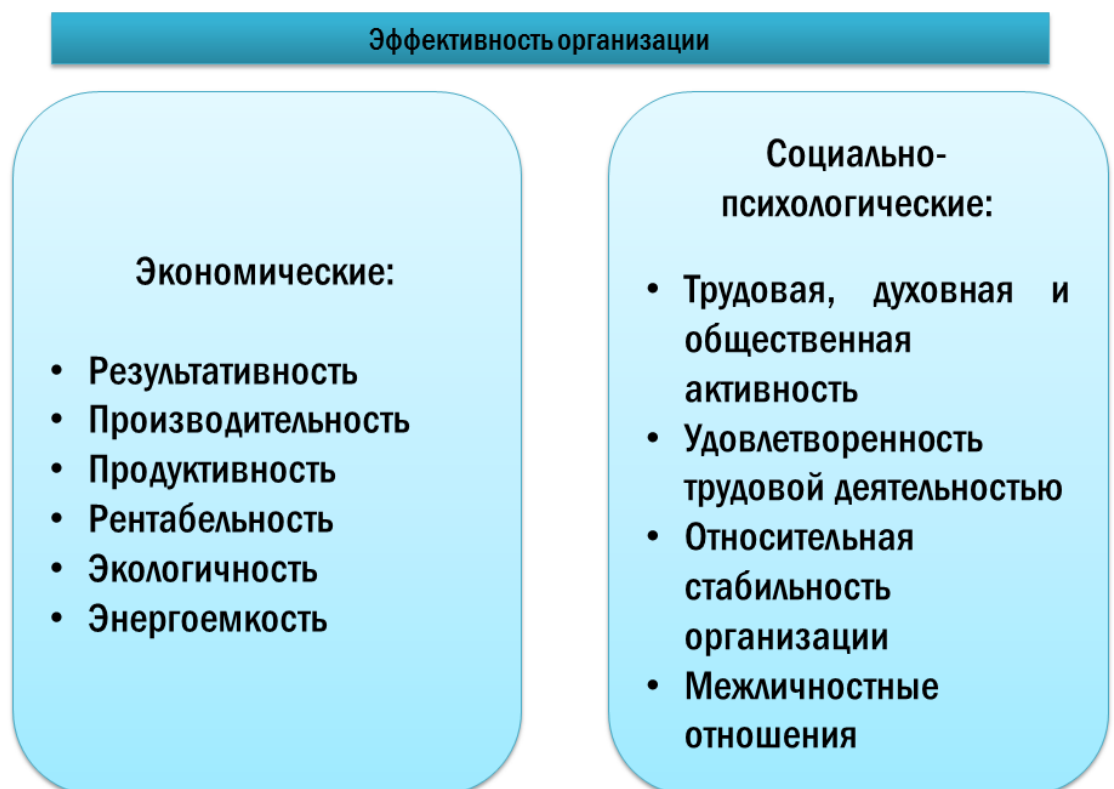 Эффективность организации
Экономические:
• Результативность
• Производительность
• Продуктивность
• Рентабельность
• Экологичность
• Энергоемкость
Социально-
психологические:
• Трудовая, духовная и
общественная
активность
• Удовлетворенность
трудовой деятельностью
• Относительная
стабильность
организации
• Межличностные
отношения